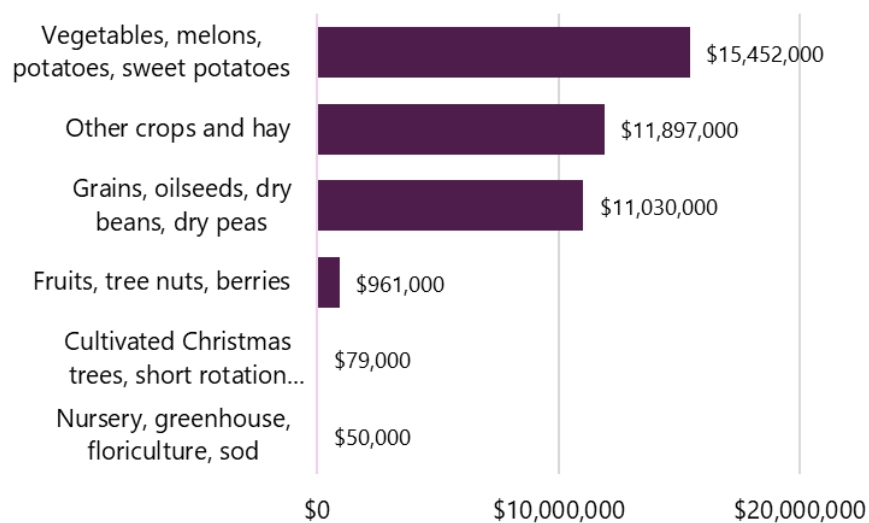 Vegetables, melons,
potatoes, sweet potatoes
$15,452,000
Other crops and hay
$11,897,000
Grains, oilseeds, dry
beans, dry peas
$11,030,000
Fruits, tree nuts, berries
$961,000
Cultivated Christmas
trees, short rotation...
$79,000
Nursery, greenhouse,
floriculture, sod
$50,000
$0 $10,000,000 $20,000,000